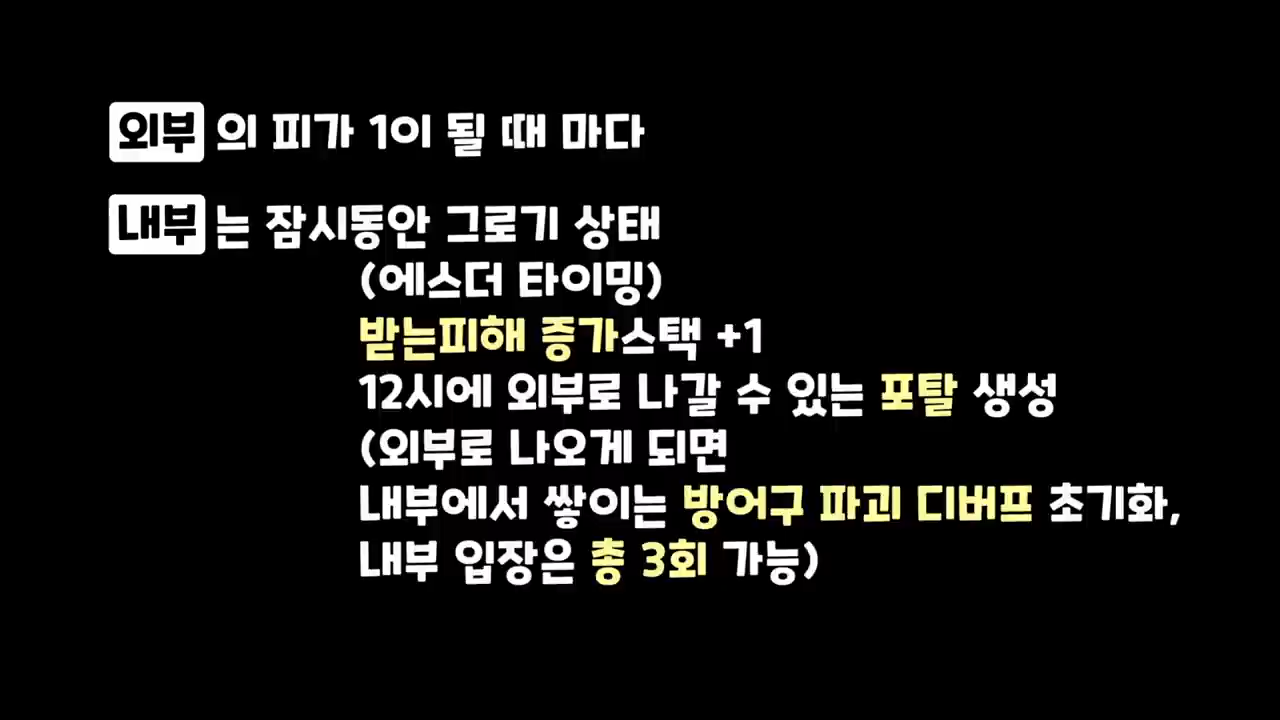 외부의 피가 1이 될 때 마다
내부는 잠시동안 그로기 상태
(에스더 타이밍)
받는피해 증가스택 +1
12시에 외부로 나갈 수 있는 포탈 생성
(외부로 나오게 되면
내부에서 쌓이는 방어구 파괴 디버프 초기화,
내부 입장은 총 3회 가능)